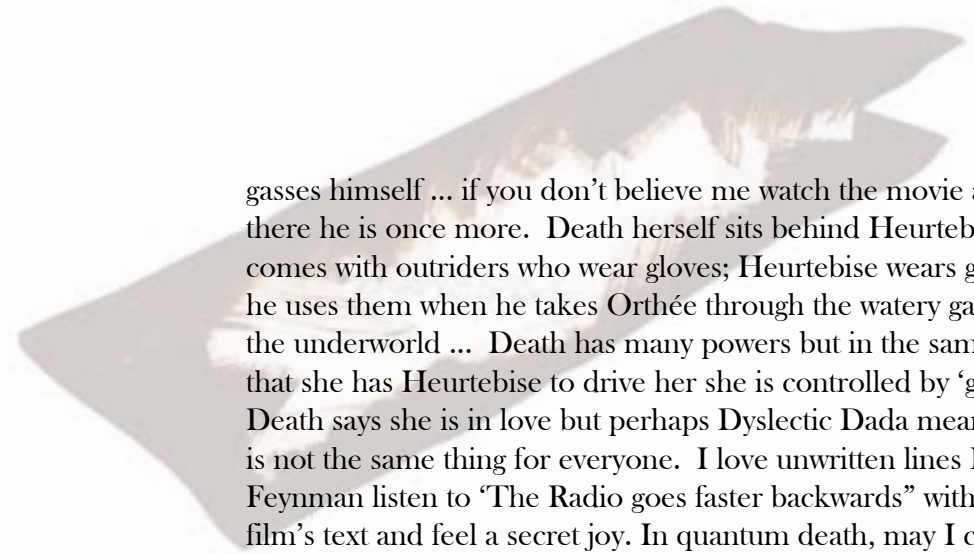 gasses himself ... if you don’t believe me watch the movie
there he is once more.  Death herself sits behind
comes with outriders who wear gloves; Heurtebise wears
he uses them when he takes Orthée through the watery
the underworld ...  Death has many powers but in the
that she has Heurtebise to drive her she is controlled by
Death says she is in love but perhaps Dyslectic Dada
is not the same thing for everyone.  I love unwritten lines
Feynman listen to ‘The Radio goes faster backwards” with
film’s text and feel a secret joy. In quantum death, may I